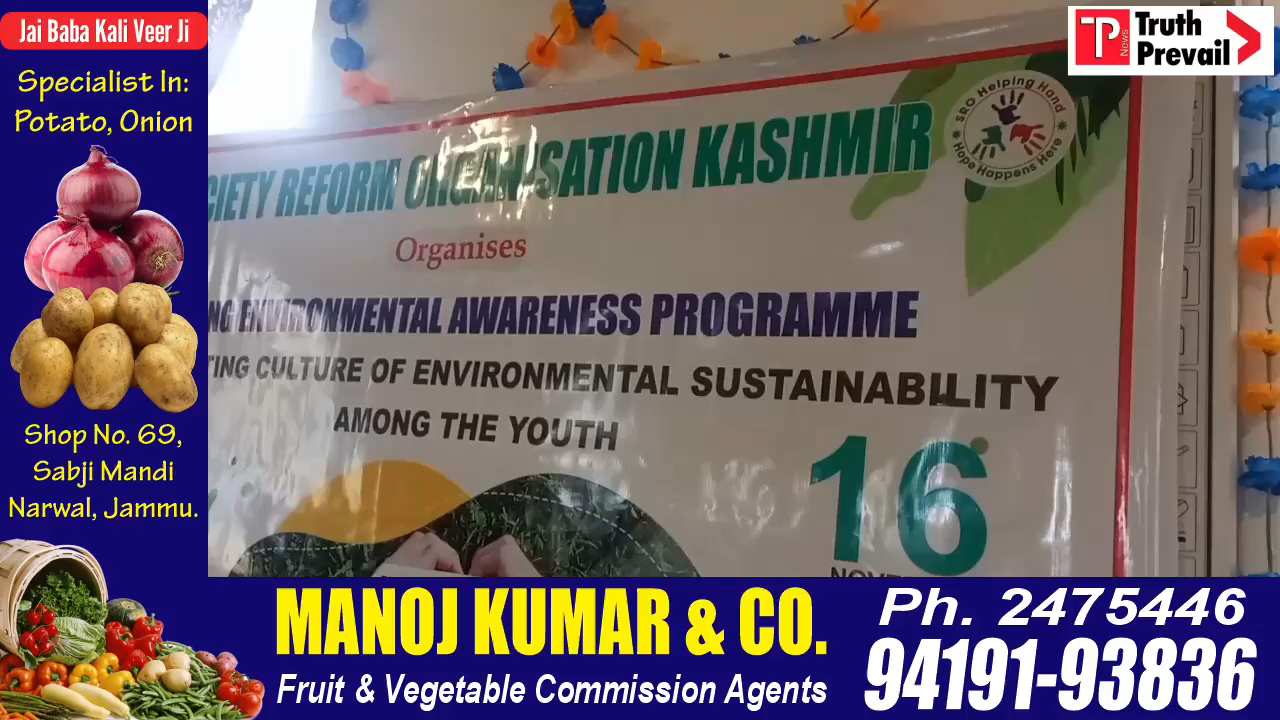 Jai Baba Kali Veer Ji
Specialist In:
Potato, Onion
Shop No. 69,
Sabji Mandi
Narwal, Jammu.
TP News
Truth
Prevail
SRO Helping Hand
Hope Happens Here
CIETY REFORM ORGANISATION KASHMIR
Organises
NG ENVIRONMENTAL AWARENESS PROGRAMME
TING CULTURE OF ENVIRONMENTAL SUSTAINABILITY
AMONG THE YOUTH
16
MANOJ KUMAR & CO.
Fruit & Vegetable Commission Agents
Ph. 2475446
94191-93836